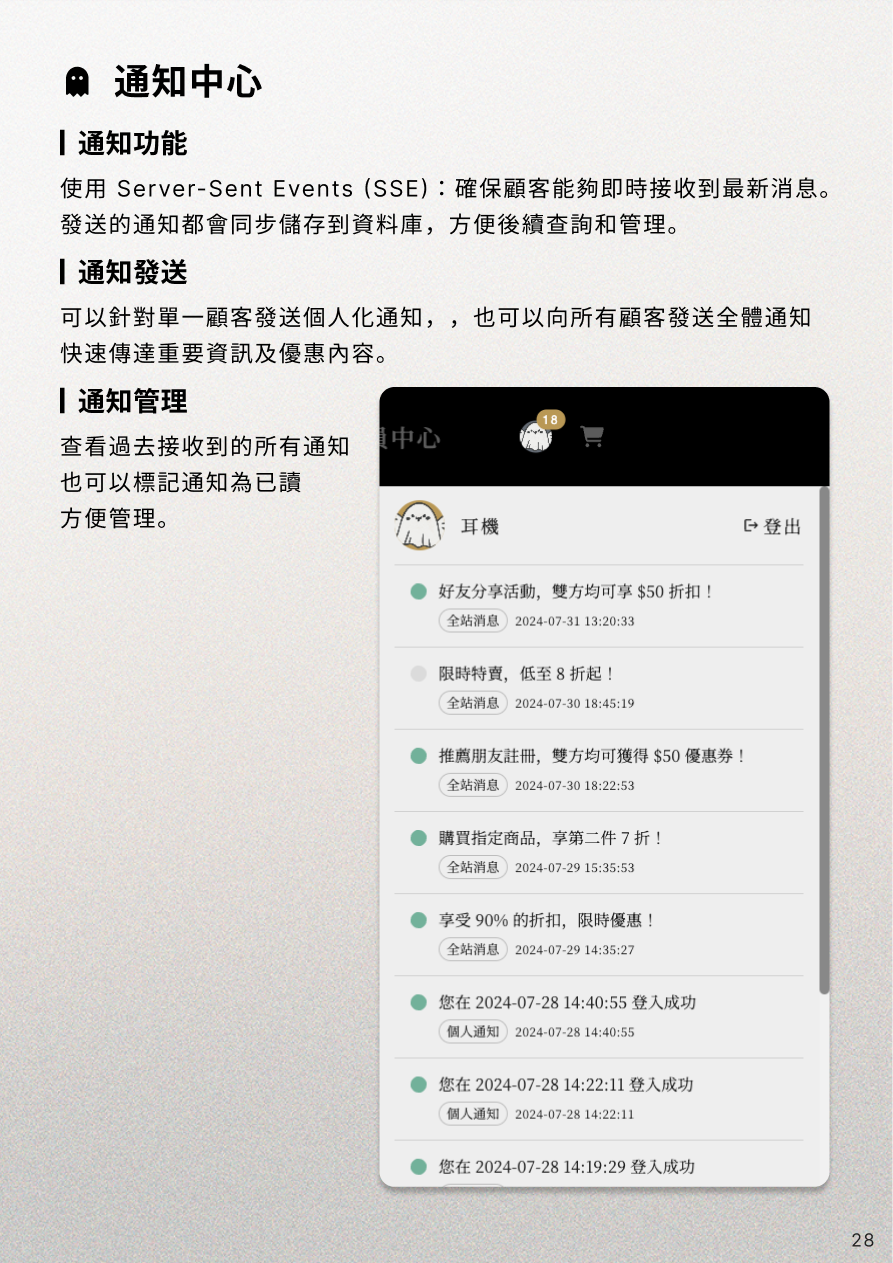 通知中心
通知功能
使用 Server-Sent Events (SSE)：確保顧客能夠即時接收到最新消息。
發送的通知都會同步儲存到資料庫，方便後續查詢和管理。
通知發送
可以針對單一顧客發送個人化通知，，也可以向所有顧客發送全體通知
快速傳達重要資訊及優惠內容。
通知管理
查看過去接收到的所有通知
也可以標記通知為已讀
方便管理。
員中心
18
耳機
登出
好友分享活動，雙方均可享 $50 折扣！
全站消息 2024-07-31 13:20:33
限時特賣，低至 8 折起！
全站消息 2024-07-30 18:45:19
推薦朋友註冊，雙方均可獲得 $50 優惠券！
全站消息 2024-07-30 18:22:53
購買指定商品，享第二件 7 折！
全站消息 2024-07-29 15:35:53
享受 90% 的折扣，限時優惠！
全站消息 2024-07-29 14:35:27
您在 2024-07-28 14:40:55 登入成功
個人通知 2024-07-28 14:40:55
您在 2024-07-28 14:22:11 登入成功
個人通知 2024-07-28 14:22:11
您在 2024-07-28 14:19:29 登入成功
28